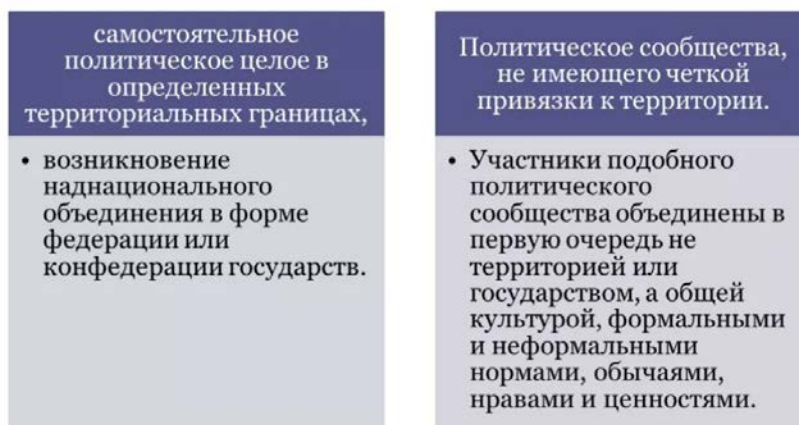 самостоятельное
политическое целое в
определенных
территориальных границах,
• возникновение
наднационального
объединения в форме
федерации или
конфедерации государств.
Политическое сообщества,
не имеющего четкой
привязки к территории.
• Участники подобного
политического
сообщества объединены в
первую очередь не
территорией или
государством, а общей
культурой, формальными
и неформальными
нормами, обычаями,
нравами и ценностями.